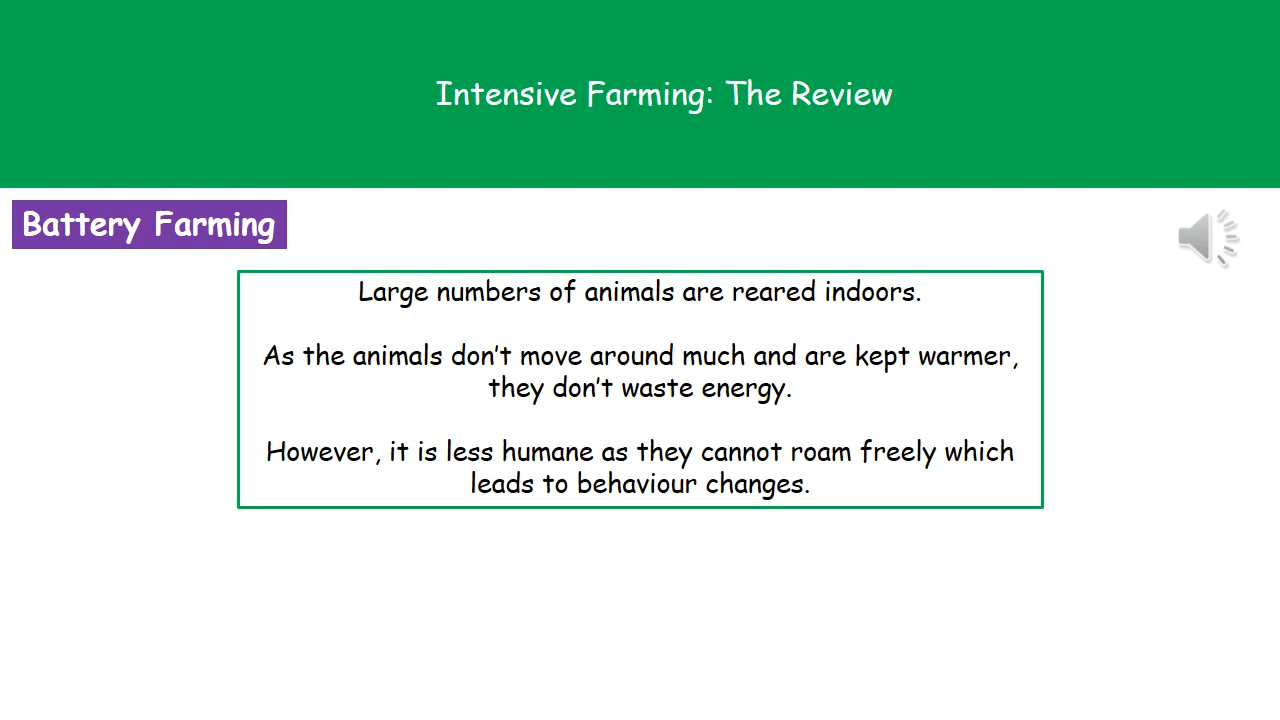 Intensive Farming: The Review
Battery Farming
Large numbers of animals are reared indoors.
As the animals don’t move around much and are kept warmer,
they don’t waste energy.
However, it is less humane as they cannot roam freely which
leads to behaviour changes.